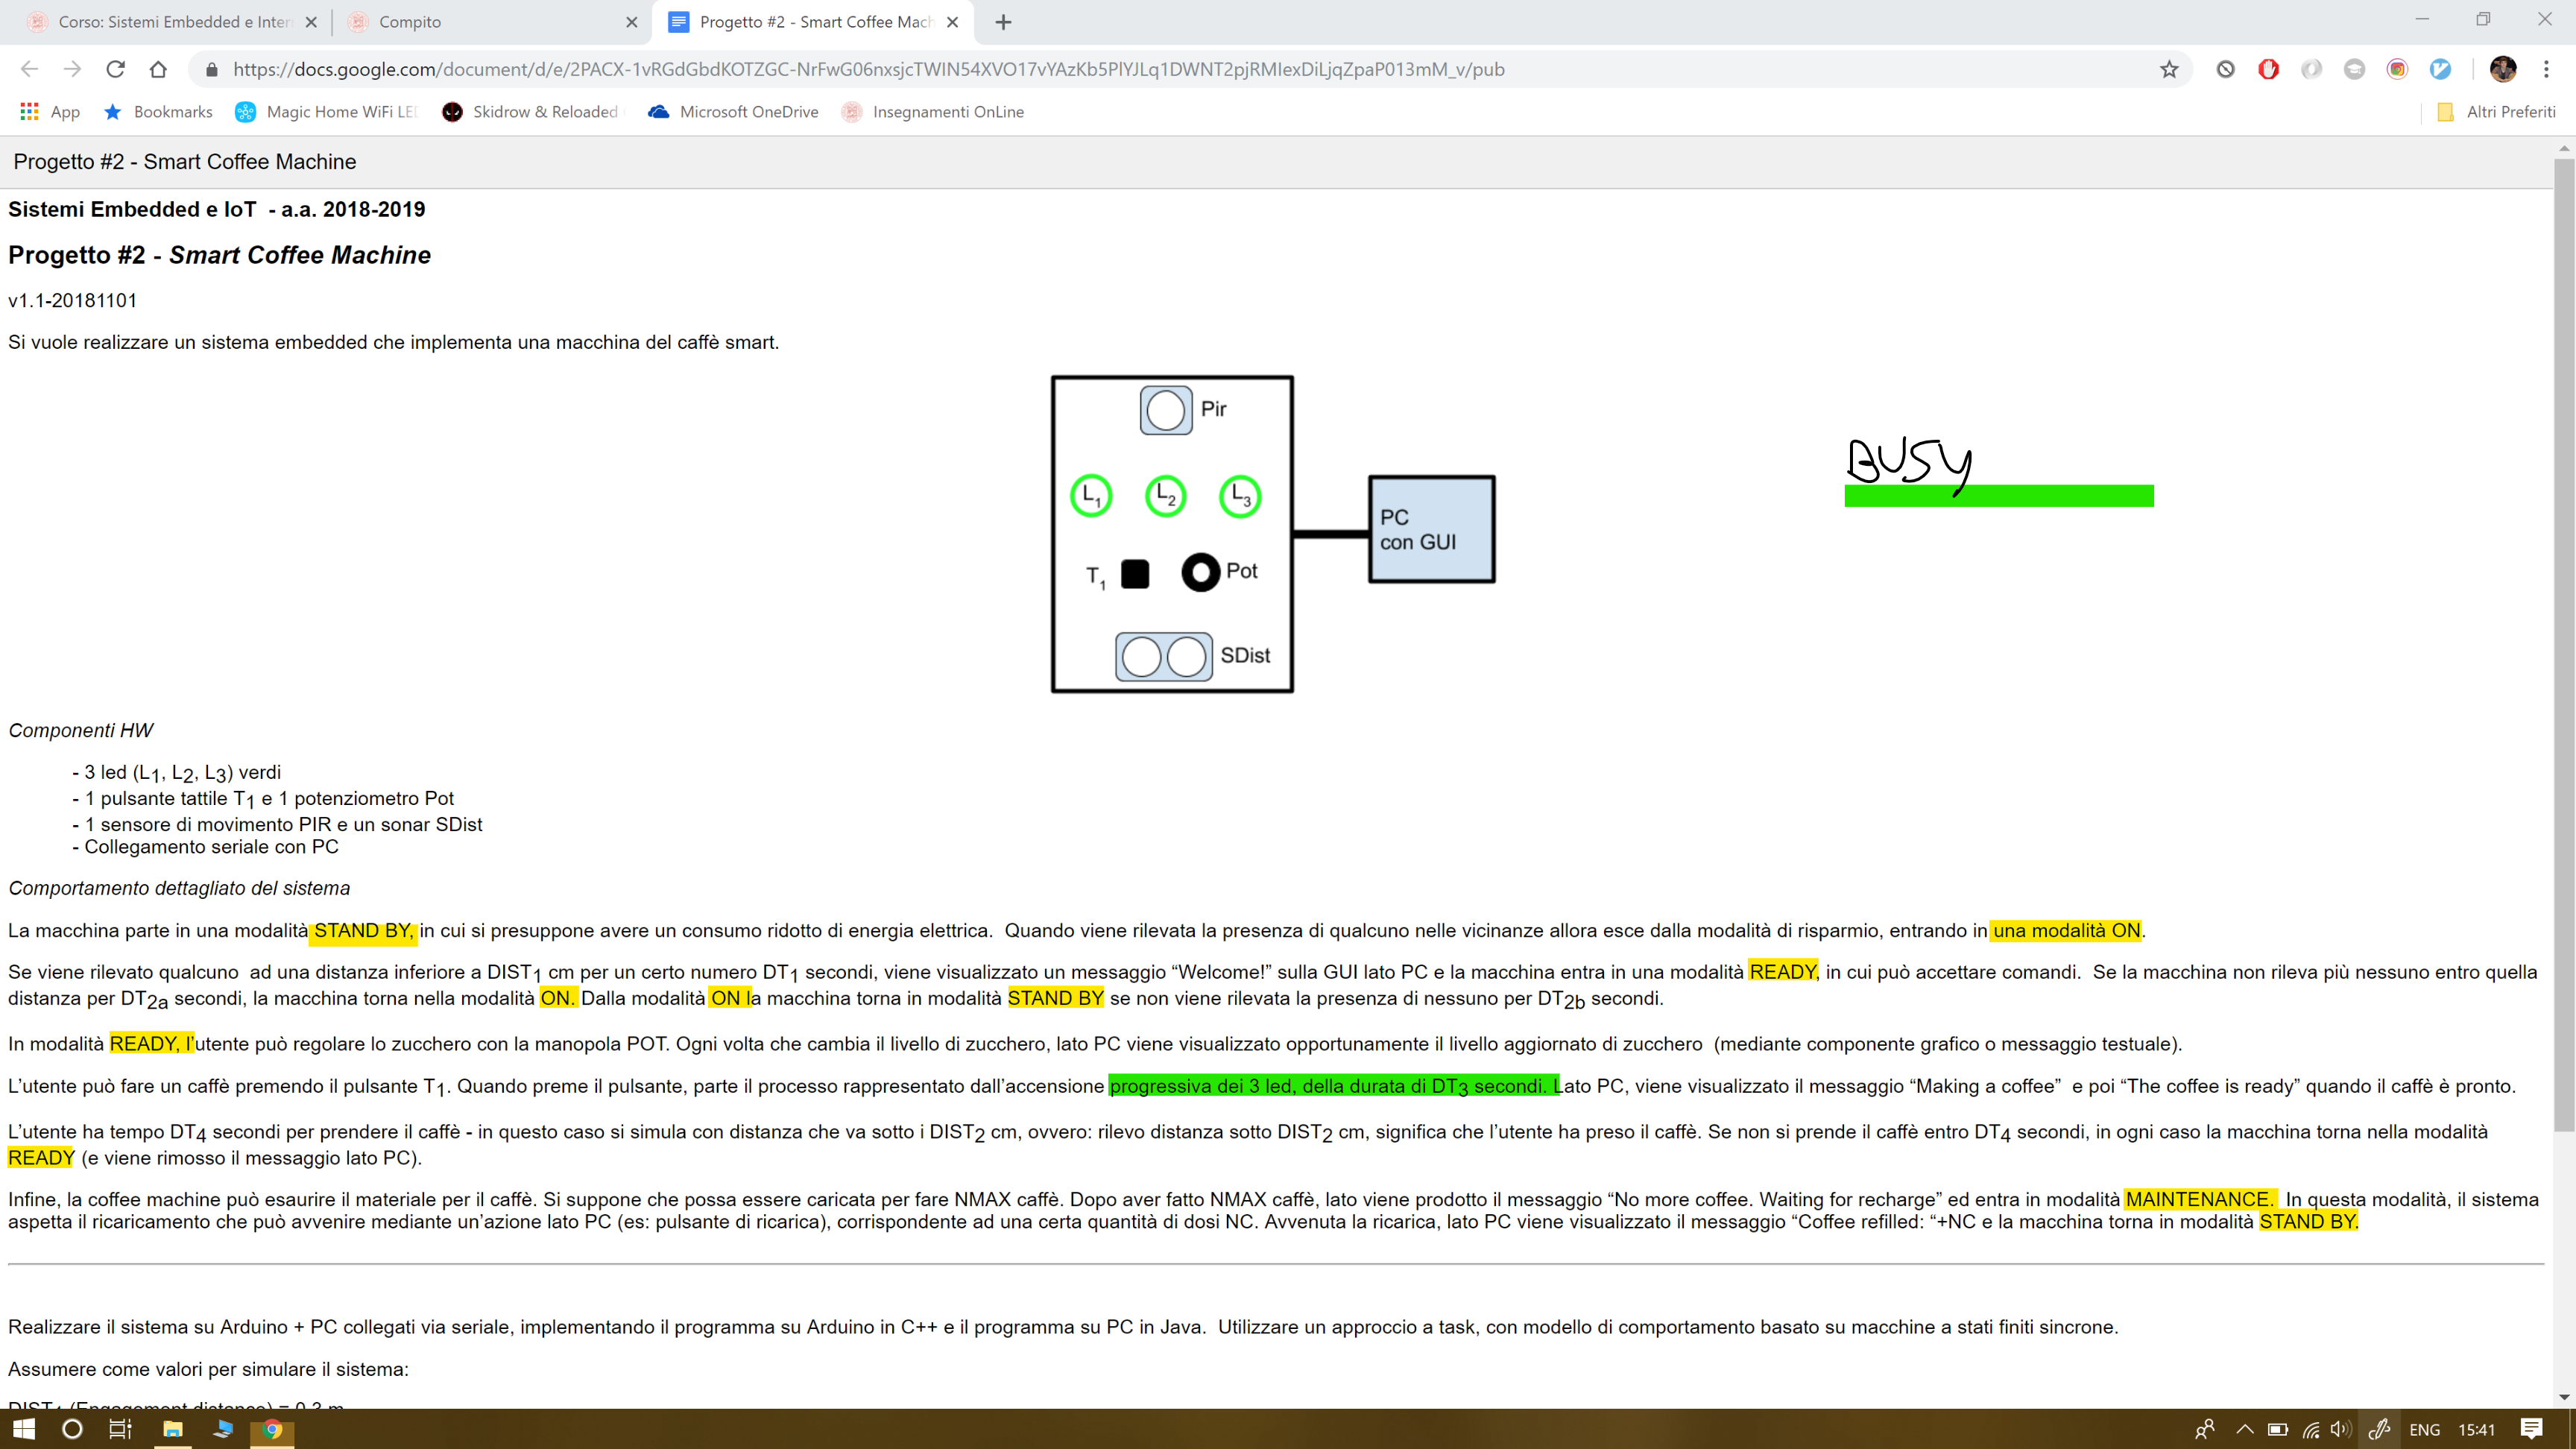 Corso: Sistemi Embedded e Inter
Compito
Progetto #2 - Smart Coffee Mach
https://docs.google.com/document/d/e/2PACX-1vRGdGbdKOTZGC-NrFwG06nxsjcTWIN54XVO17vYAzKb5PlYJLq1DWNT2pjRMIexDiLjqZpaP013mM_v/pub
App Bookmarks Magic Home WiFi LE Skidrow & Reloaded Microsoft OneDrive Insegnamenti OnLine Altri Preferiti
Progetto #2 - Smart Coffee Machine
Sistemi Embedded e IoT - a.a. 2018-2019
Progetto #2 - Smart Coffee Machine
v1.1-20181101
Si vuole realizzare un sistema embedded che implementa una macchina del caffè smart.
Pir
BUSY
L1 L2 L3
PC
con GUI
T1 Pot
SDist
Componenti HW
- 3 led (L1, L2, L3) verdi
- 1 pulsante tattile T1 e 1 potenziometro Pot
- 1 sensore di movimento PIR e un sonar SDist
- Collegamento seriale con PC
Comportamento dettagliato del sistema
La macchina parte in una modalità STAND BY, in cui si presuppone avere un consumo ridotto di energia elettrica. Quando viene rilevata la presenza di qualcuno nelle vicinanze allora esce dalla modalità di risparmio, entrando in una modalità ON.
Se viene rilevato qualcuno ad una distanza inferiore a DIST1 cm per un certo numero DT1 secondi, viene visualizzato un messaggio “Welcome!” sulla GUI lato PC e la macchina entra in una modalità READY, in cui può accettare comandi. Se la macchina non rileva più nessuno entro quella
distanza per DT2a secondi, la macchina torna nella modalità ON. Dalla modalità ON la macchina torna in modalità STAND BY se non viene rilevata la presenza di nessuno per DT2b secondi.
In modalità READY, l’utente può regolare lo zucchero con la manopola POT. Ogni volta che cambia il livello di zucchero, lato PC viene visualizzato opportunamente il livello aggiornato di zucchero (mediante componente grafico o messaggio testuale).
L’utente può fare un caffè premendo il pulsante T1. Quando preme il pulsante, parte il processo rappresentato dall’accensione progressiva dei 3 led, della durata di DT3 secondi. Lato PC, viene visualizzato il messaggio “Making a coffee” e poi “The coffee is ready” quando il caffè è pronto.
L’utente ha tempo DT4 secondi per prendere il caffè - in questo caso si simula con distanza che va sotto i DIST2 cm, ovvero: rilevo distanza sotto DIST2 cm, significa che l’utente ha preso il caffè. Se non si prende il caffè entro DT4 secondi, in ogni caso la macchina torna nella modalità
READY (e viene rimosso il messaggio lato PC).
Infine, la coffee machine può esaurire il materiale per il caffè. Si suppone che possa essere caricata per fare NMAX caffè. Dopo aver fatto NMAX caffè, lato viene prodotto il messaggio “No more coffee. Waiting for recharge” ed entra in modalità MAINTENANCE. In questa modalità, il sistema
aspetta il ricaricamento che può avvenire mediante un’azione lato PC (es: pulsante di ricarica), corrispondente ad una certa quantità di dosi NC. Avvenuta la ricarica, lato PC viene visualizzato il messaggio “Coffee refilled: “+NC e la macchina torna in modalità STAND BY.
Realizzare il sistema su Arduino + PC collegati via seriale, implementando il programma su Arduino in C++ e il programma su PC in Java. Utilizzare un approccio a task, con modello di comportamento basato su macchine a stati finiti sincrone.
Assumere come valori per simulare il sistema:
DIST1 (Engagement distance) = 0.3 m
ENG 15:41